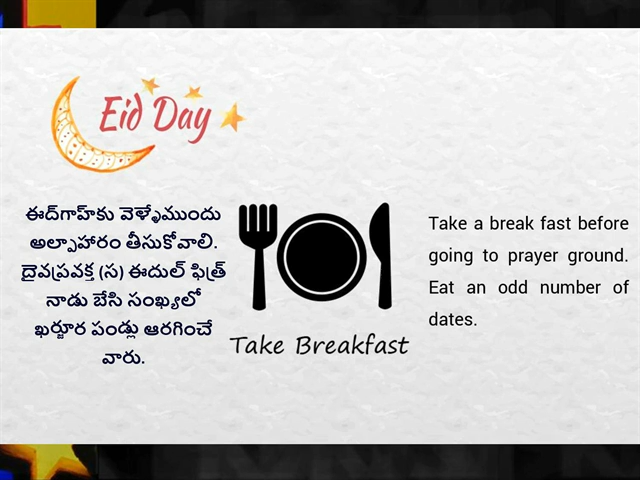 Eid Day
ఈద్‌గాహ్‌కు వెళ్ళేముందు
అల్పాహారం తీసుకోవాలి.
దైవప్రవక్త (స) ఈదుల్ ఫిత్ర్
నాడు బేసి సంఖ్యలో
ఖర్జూర పండ్లు ఆరగించే
వారు.
Take Breakfast
Take a break fast before
going to prayer ground.
Eat an odd number of
dates.